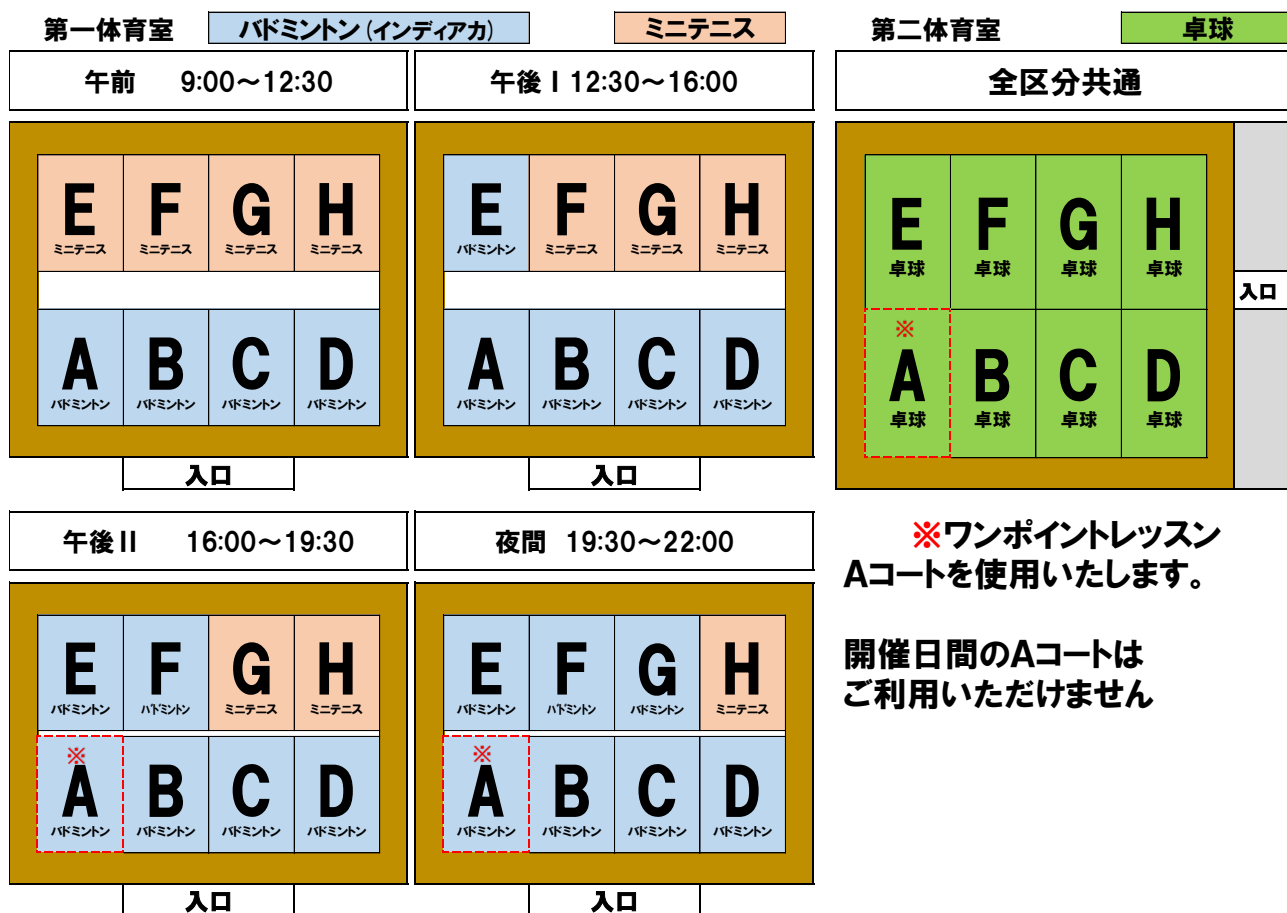 第一体育室 バドミントン(インディアカ) ミニテニス 第二体育室 卓球
午前 9:00～12:30
E F G H
ミニテニス ミニテニス ミニテニス ミニテニス
A B C D
バドミントン バドミントン バドミントン バドミントン
入口
午後Ⅰ 12:30～16:00
E F G H
バドミントン ミニテニス ミニテニス ミニテニス
A B C D
バドミントン バドミントン バドミントン バドミントン
入口
全区分共通
E F G H
卓球 卓球 卓球 卓球
入口
※
A B C D
卓球 卓球 卓球 卓球
午後Ⅱ 16:00～19:30
E F G H
バドミントン バドミントン ミニテニス ミニテニス
※
A B C D
バドミントン バドミントン バドミントン バドミントン
入口
夜間 19:30～22:00
E F G H
バドミントン バドミントン バドミントン ミニテニス
※
A B C D
バドミントン バドミントン バドミントン バドミントン
入口
※ワンポイントレッスン
Aコートを使用いたします。
開催日間のAコートは
ご利用いただけません